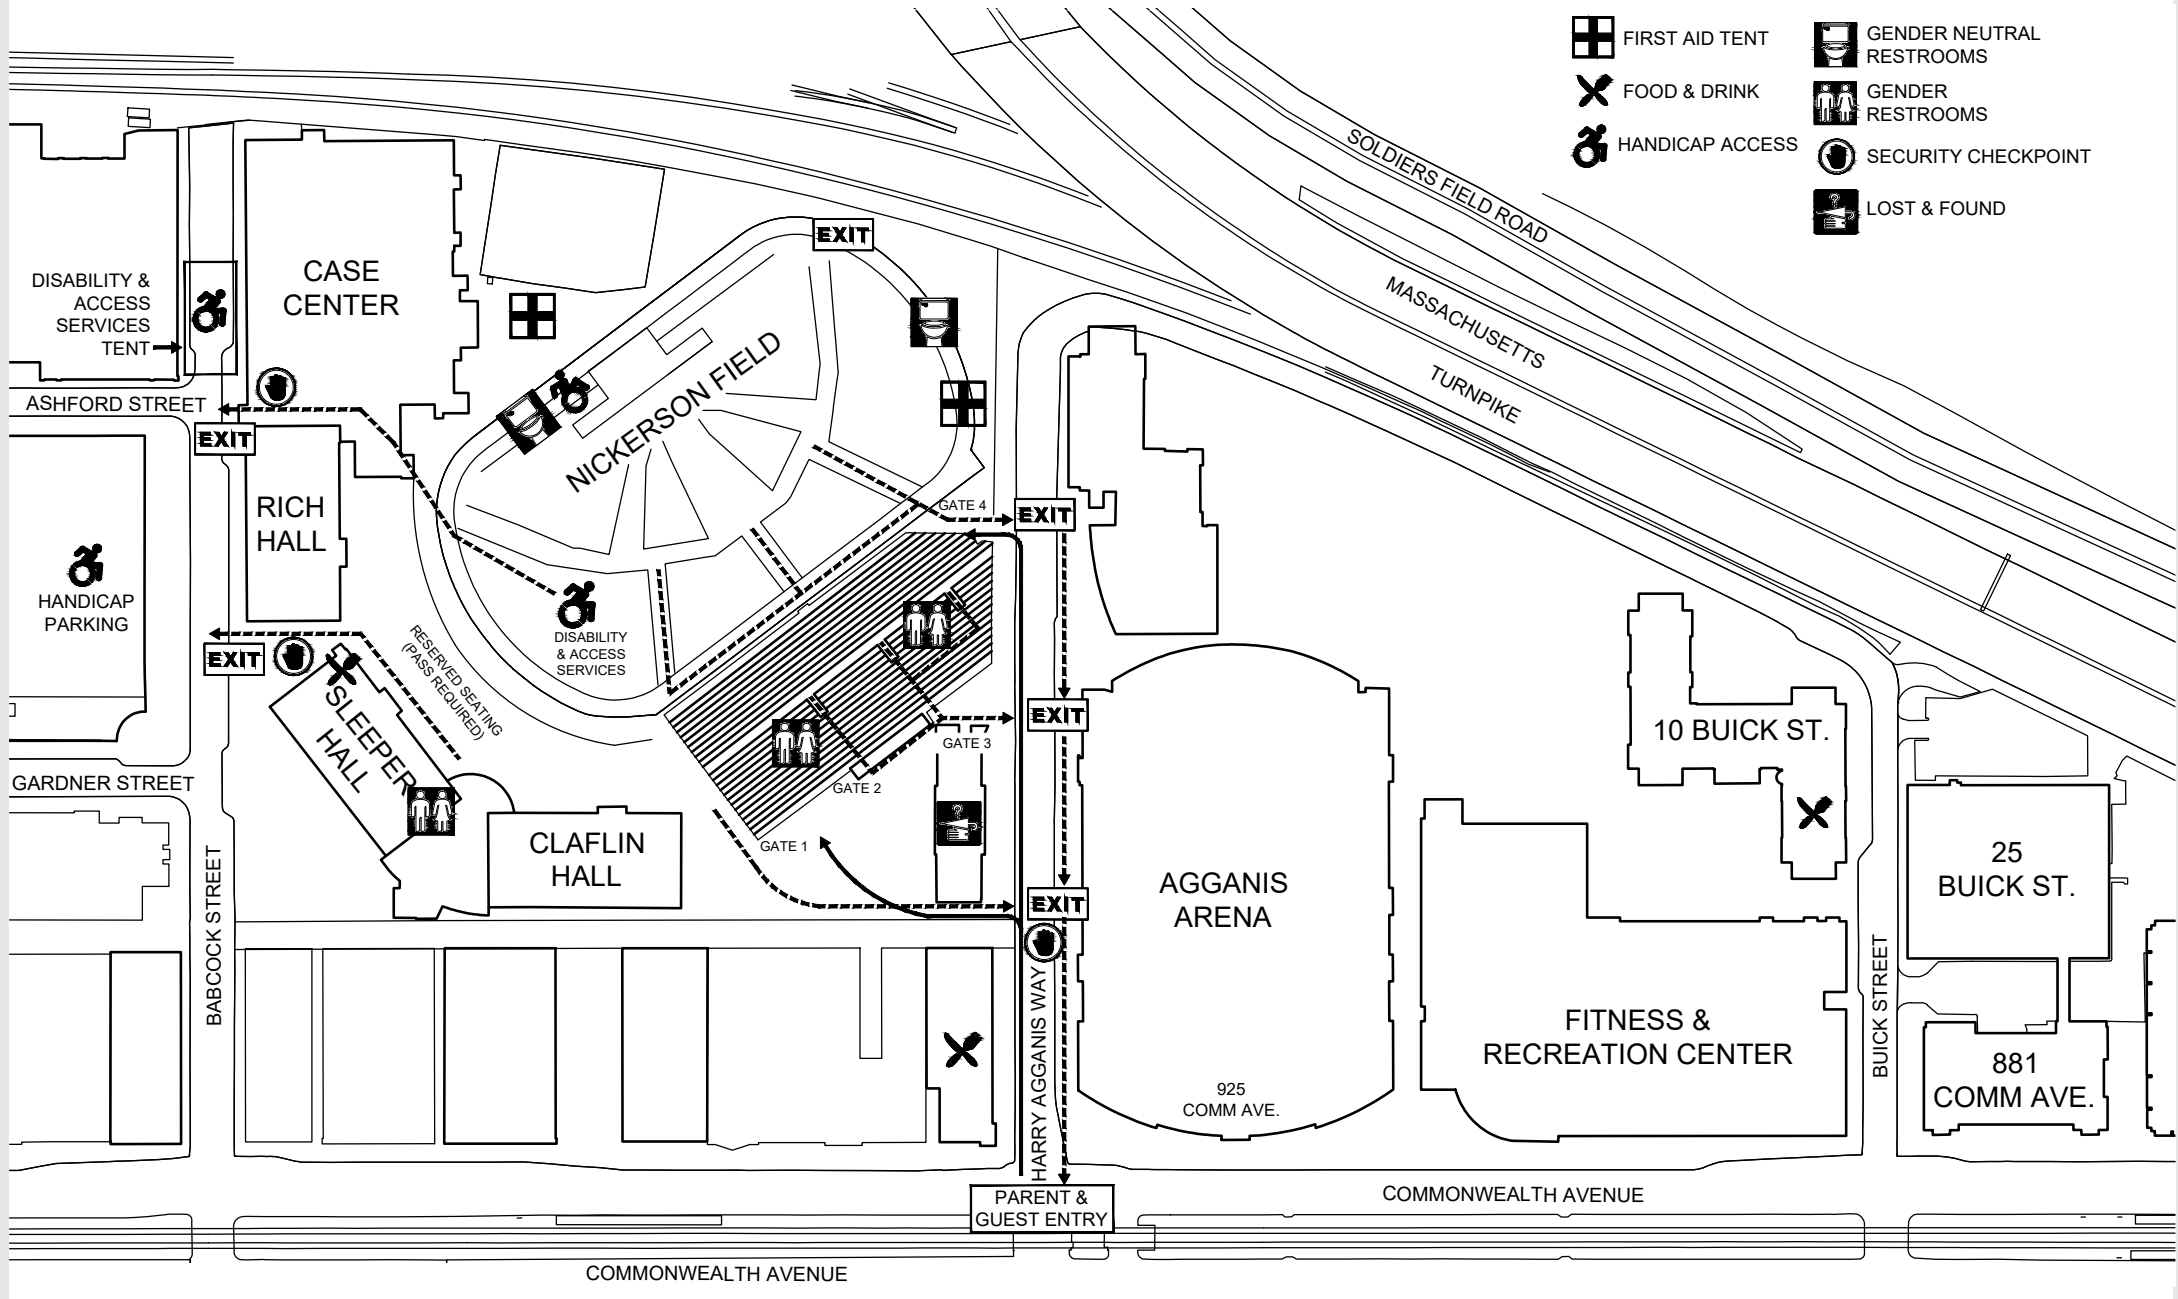 FIRST AID TENT
FOOD & DRINK
HANDICAP ACCESS
GENDER NEUTRAL
RESTROOMS
GENDER
RESTROOMS
SECURITY CHECKPOINT
LOST & FOUND
SOLDIERS FIELD ROAD
MASSACHUSETTS
TURNPIKE
EXIT
CASE
CENTER
DISABILITY &
ACCESS
SERVICES
TENT
NICKERSON FIELD
ASHFORD STREET
EXIT
RICH
HALL
GATE 4
EXIT
HANDICAP
PARKING
DISABILITY
& ACCESS
SERVICES
RESERVED SEATING
(PASS REQUIRED)
EXIT
SLEEPER
HALL
EXIT
GATE 3
GATE 2
GATE 1
10 BUICK ST.
GARDNER STREET
CLAFLIN
HALL
25
BUICK ST.
EXIT
AGGANIS
ARENA
BABCOCK STREET
HARRY AGGANIS WAY
BUICK STREET
FITNESS &
RECREATION CENTER
881
COMM AVE.
925
COMM AVE.
PARENT &
GUEST ENTRY
COMMONWEALTH AVENUE
COMMONWEALTH AVENUE